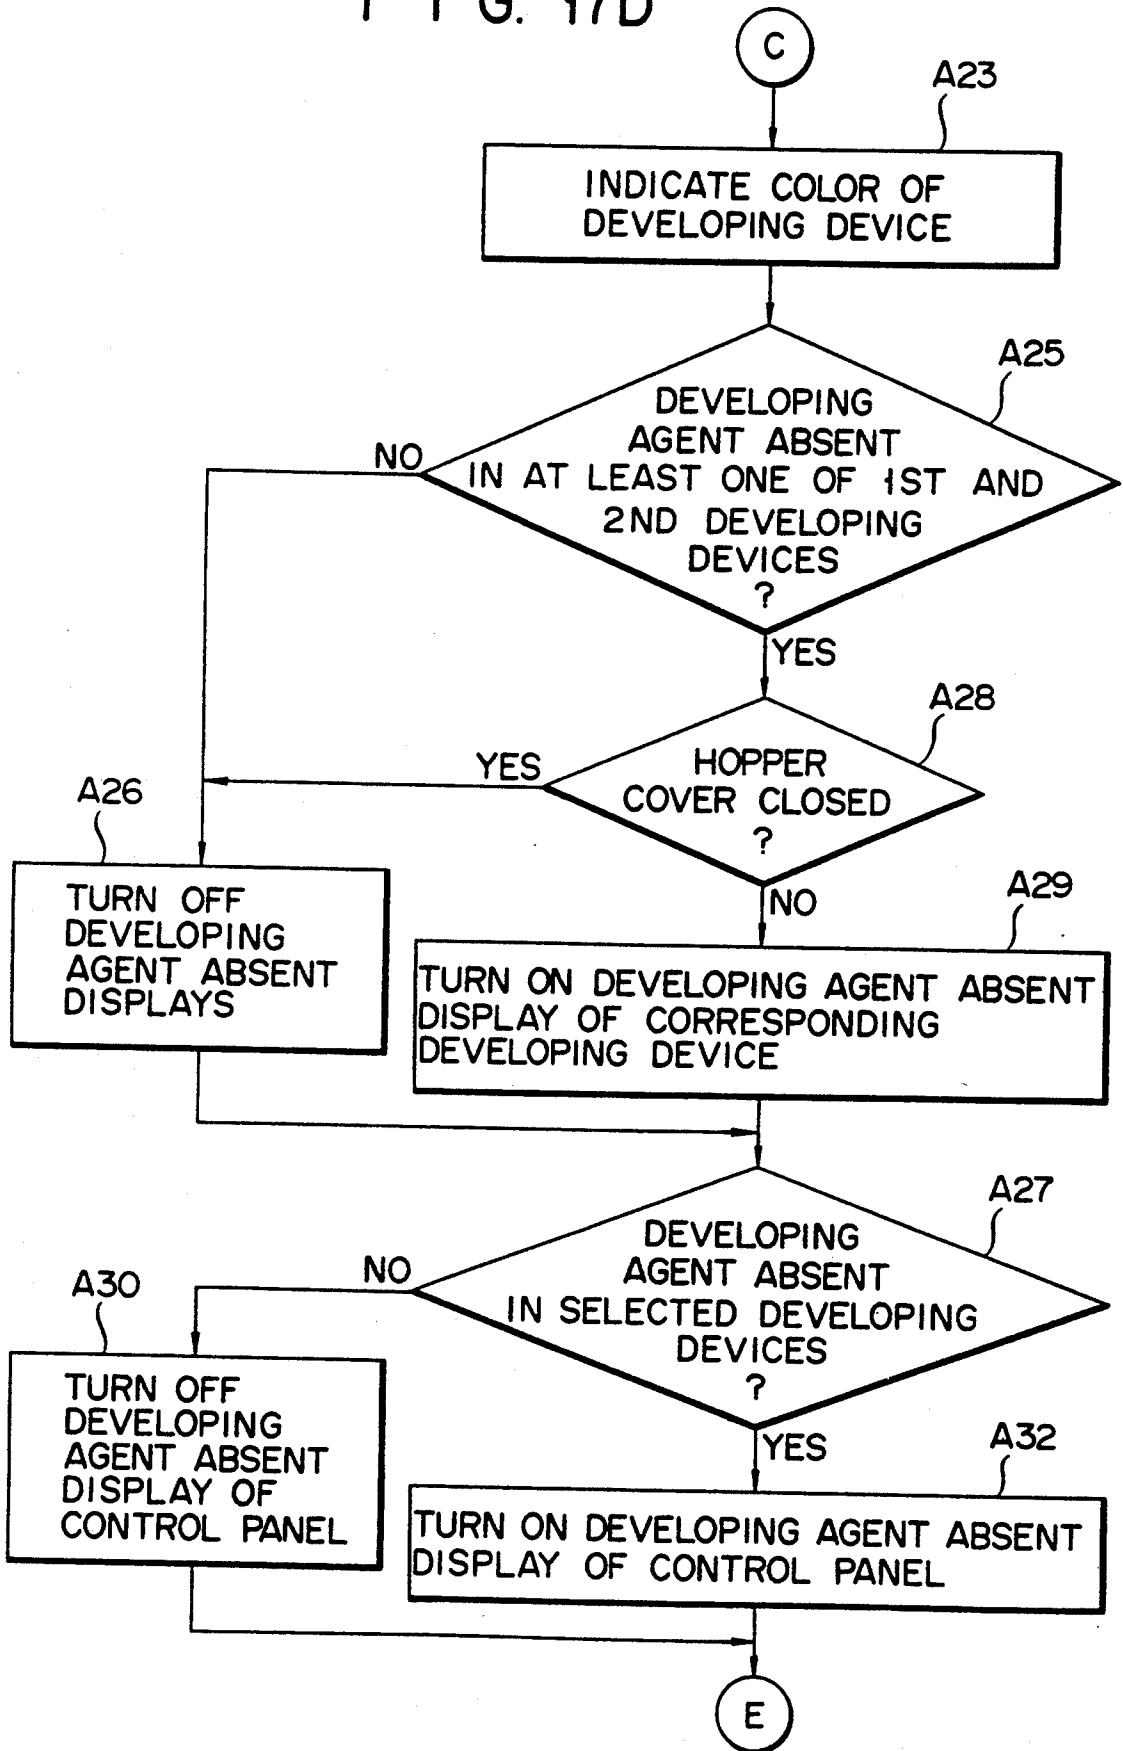 FIG. 17D
C
A23
INDICATE COLOR OF
DEVELOPING DEVICE
A25
DEVELOPING
AGENT ABSENT
IN AT LEAST ONE OF 1ST AND
2ND DEVELOPING
DEVICES
?
NO
YES
A28
HOPPER
COVER CLOSED
?
YES
NO
A26
TURN OFF
DEVELOPING
AGENT ABSENT
DISPLAYS
A29
TURN ON DEVELOPING AGENT ABSENT
DISPLAY OF CORRESPONDING
DEVELOPING DEVICE
A27
DEVELOPING
AGENT ABSENT
IN SELECTED DEVELOPING
DEVICES
?
NO
YES
A30
TURN OFF
DEVELOPING
AGENT ABSENT
DISPLAY OF
CONTROL PANEL
A32
TURN ON DEVELOPING AGENT ABSENT
DISPLAY OF CONTROL PANEL
E